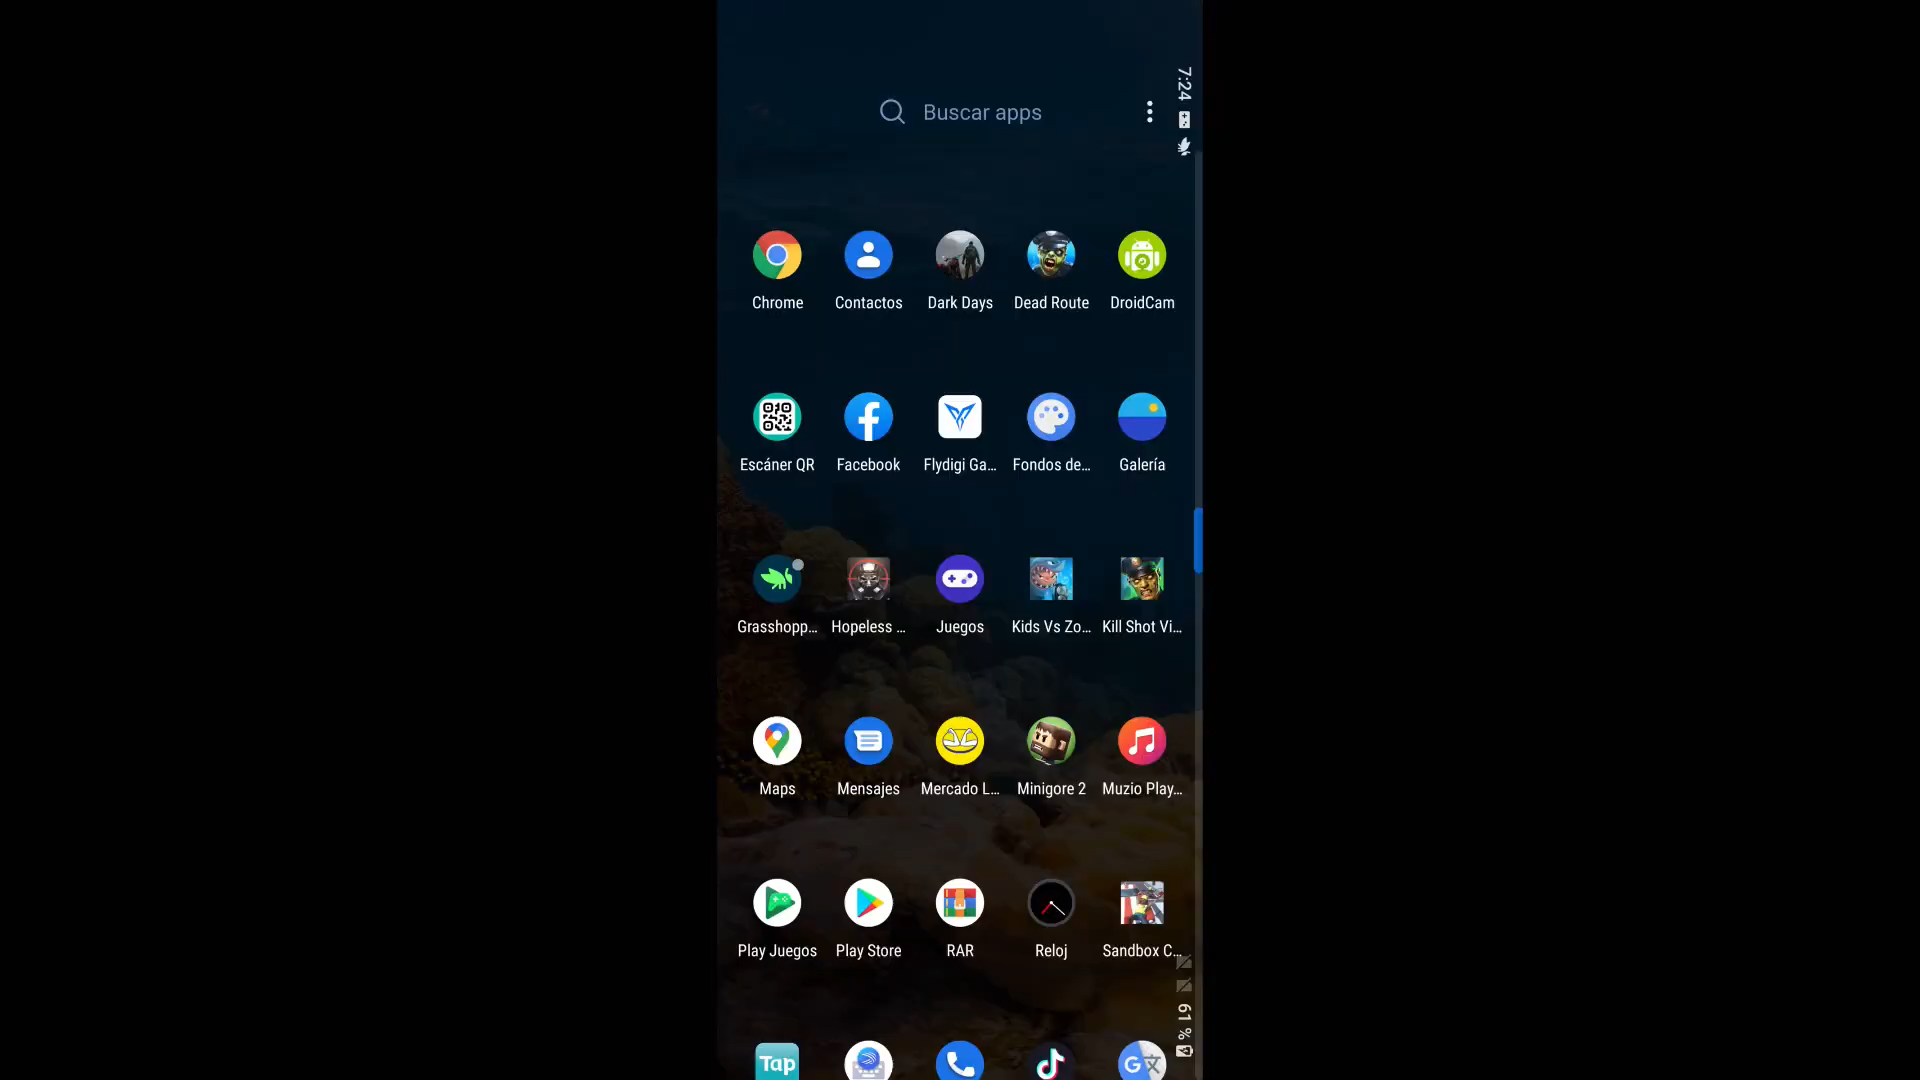 7:24
Buscar apps
Chrome
Contactos
Dark Days
Dead Route
DroidCam
Escáner QR
Facebook
Flydigi Ga...
Fondos de...
Galería
Grasshopp...
Hopeless ...
Juegos
Kids Vs Zo...
Kill Shot Vi...
Maps
Mensajes
Mercado L...
Minigore 2
Muzio Play...
Play Juegos
Play Store
RAR
Reloj
Sandbox C...
61 %
Tap
G文